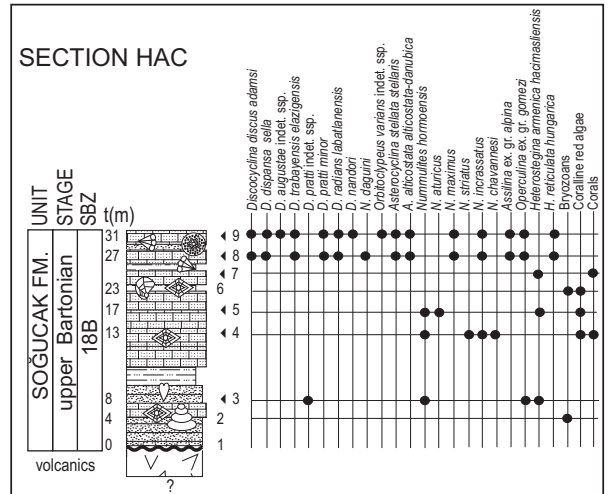 SECTION HAC
Discocyclina discus adamsi
D. dispansa sella
D. augustae indet. ssp.
D. trabayensis elazigensis
D. pratti indet. ssp.
D. pratti minor
D. radians labatlanensis
D. nandori
N. daguini
Orbitoclypeus varians indet. ssp.
Asterocyclina stellata stellaris
A. alticostata alticostata-danubica
Nummulites hormoensis
N. aturicus
N. maximus
N. striatus
N. incrassatus
N. chavannesi
Assilina ex. gr. alpina
Operculina ex gr. gomezi
Heterostegina armenica hacimasliensis
H. reticulata hungarica
Bryozoans
Coralline red algae
Corals
UNIT
STAGE
SBZ
t(m)
SOĞUCAK FM.
upper Bartonian
18B
31 9
27 8
7
23 6
17 5
13 4
8 3
4 2
0 1
volcanics
?